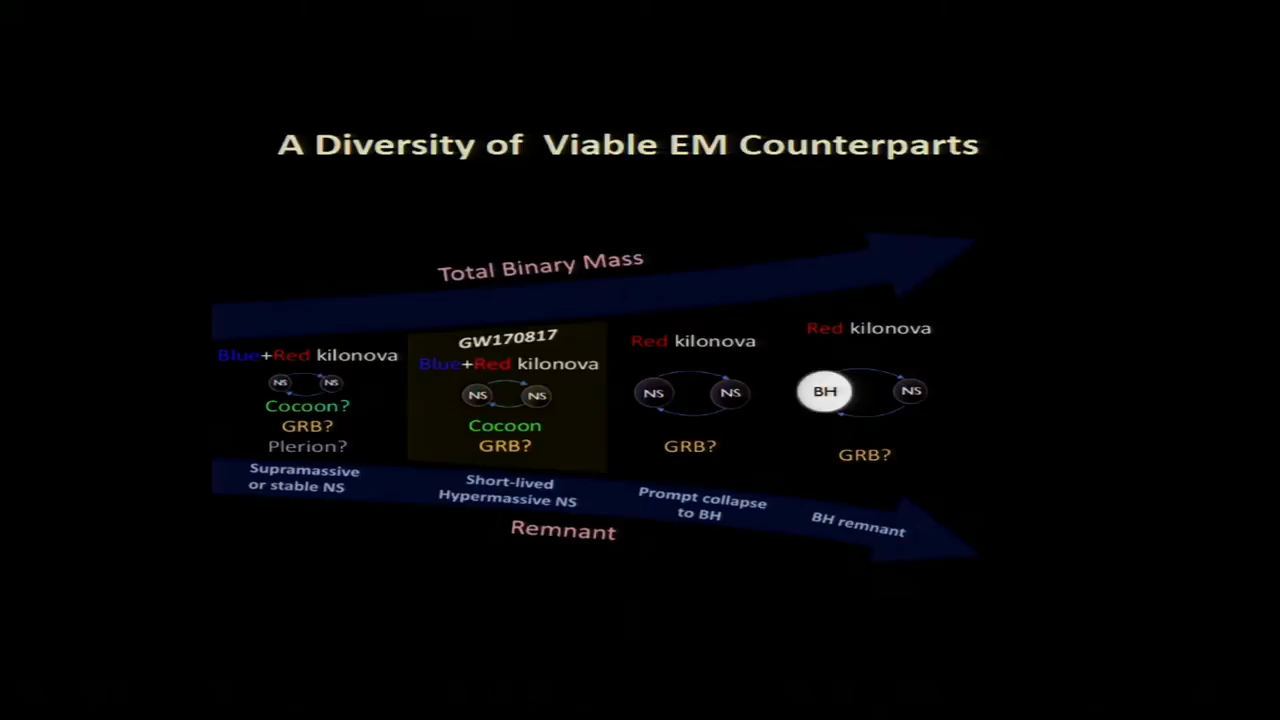 A Diversity of Viable EM Counterparts
Total Binary Mass
Blue+Red kilonova
NS NS
Cocoon?
GRB?
Plerion?
Supramassive
or stable NS
GW170817
Blue+Red kilonova
NS NS
Cocoon
GRB?
Short-lived
Hypermassive NS
Red kilonova
NS NS
GRB?
Prompt collapse
to BH
Red kilonova
BH NS
GRB?
BH remnant
Remnant